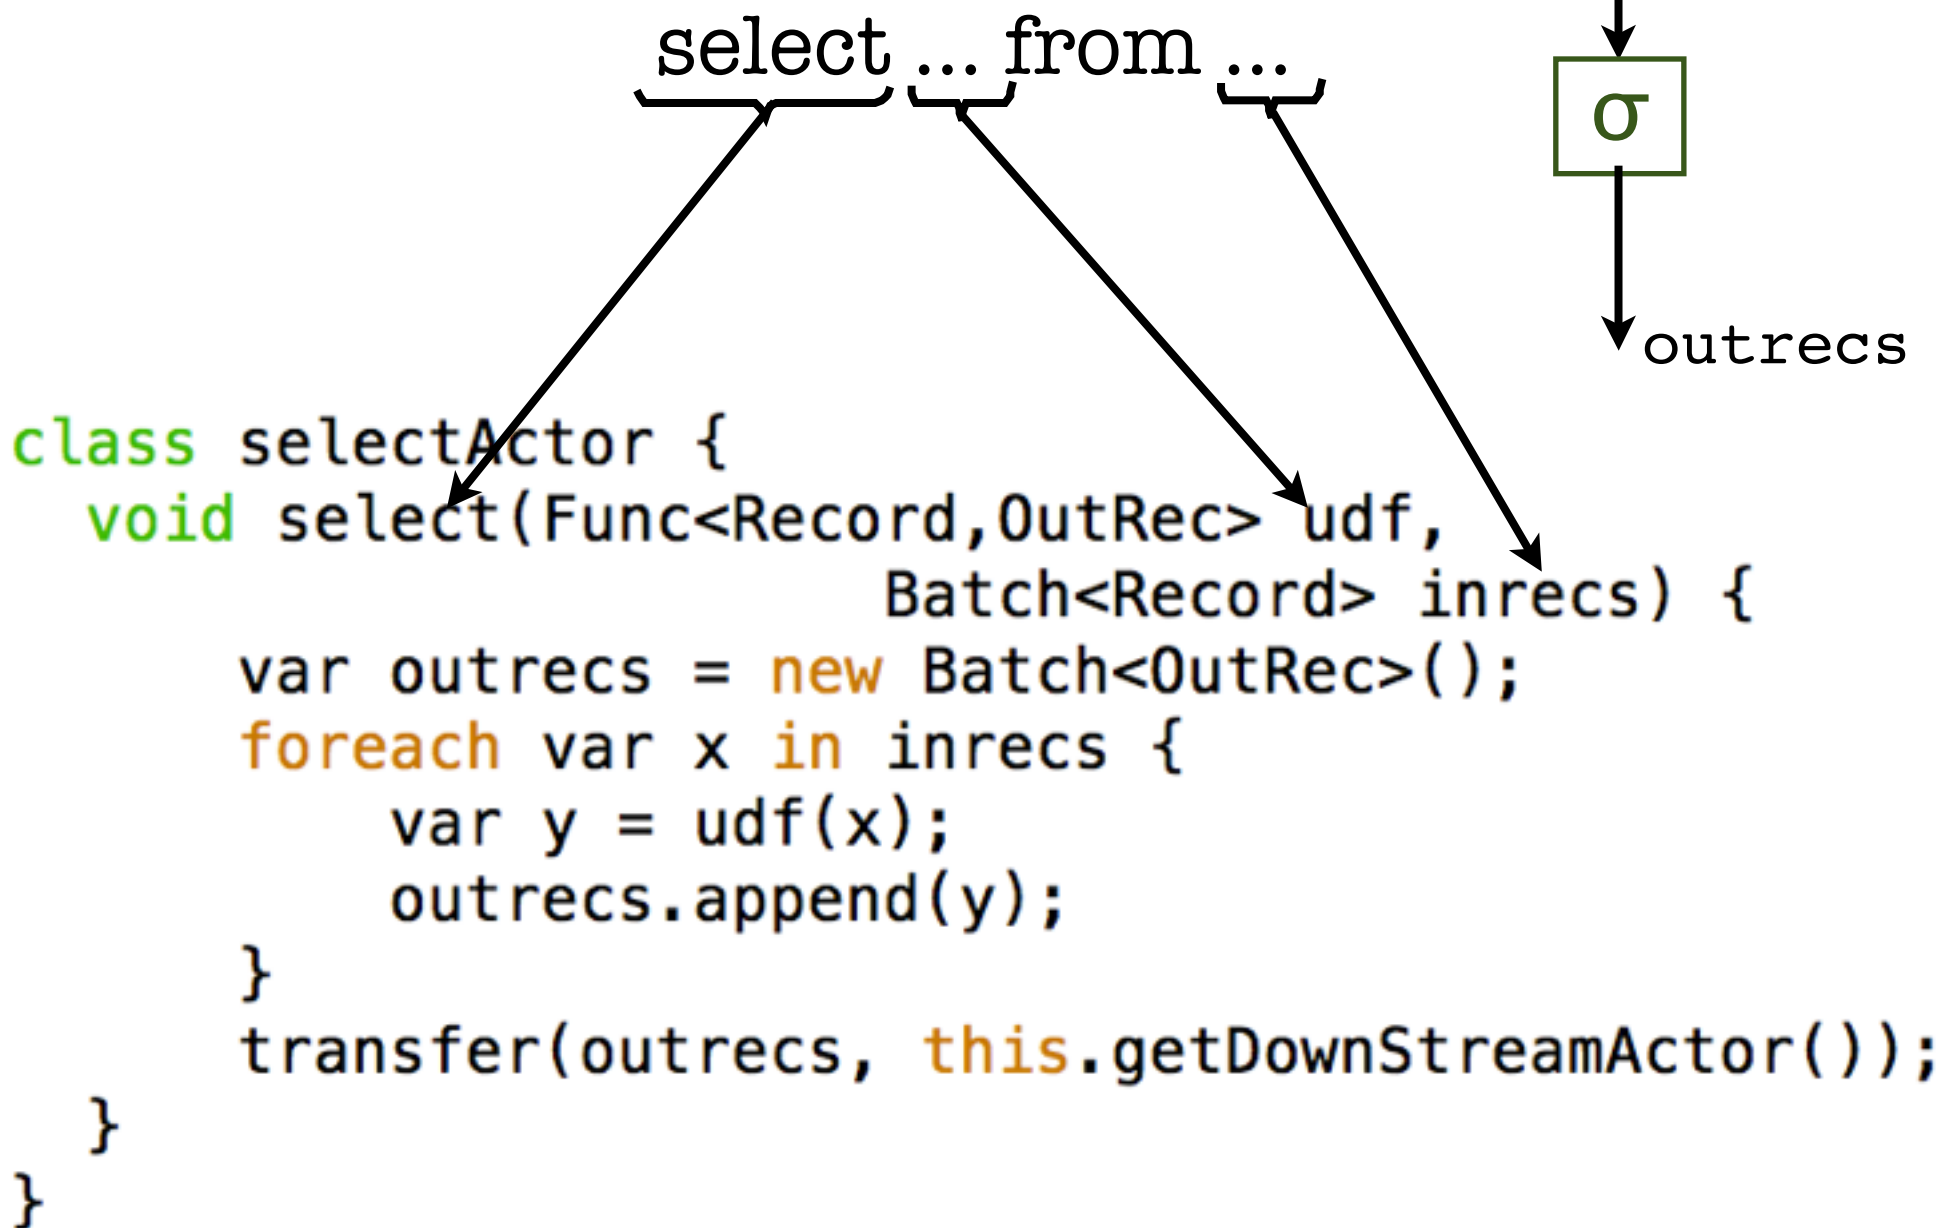 select ... from ...
σ
outrecs
class selectActor {
  void select(Func<Record,OutRec> udf,
                      Batch<Record> inrecs) {
      var outrecs = new Batch<OutRec>();
      foreach var x in inrecs {
          var y = udf(x);
          outrecs.append(y);
      }
      transfer(outrecs, this.getDownStreamActor());
  }
}